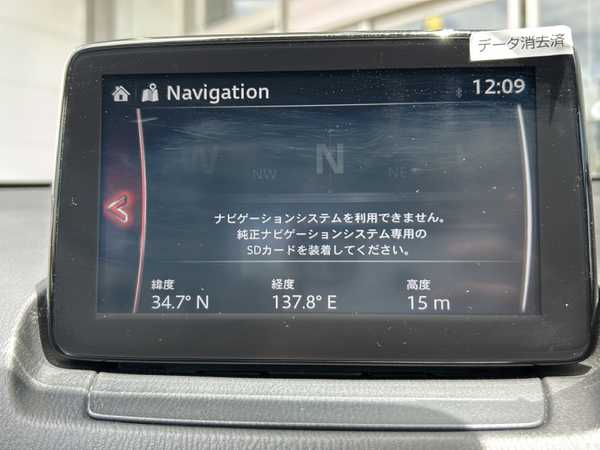 データ消去済
Navigation
12:09
N
NW
N
NE
ナビゲーションシステムを利用できません。
純正ナビゲーションシステム専用の
SDカードを装着してください。
緯度
経度
高度
34.7° N
137.8° E
15 m